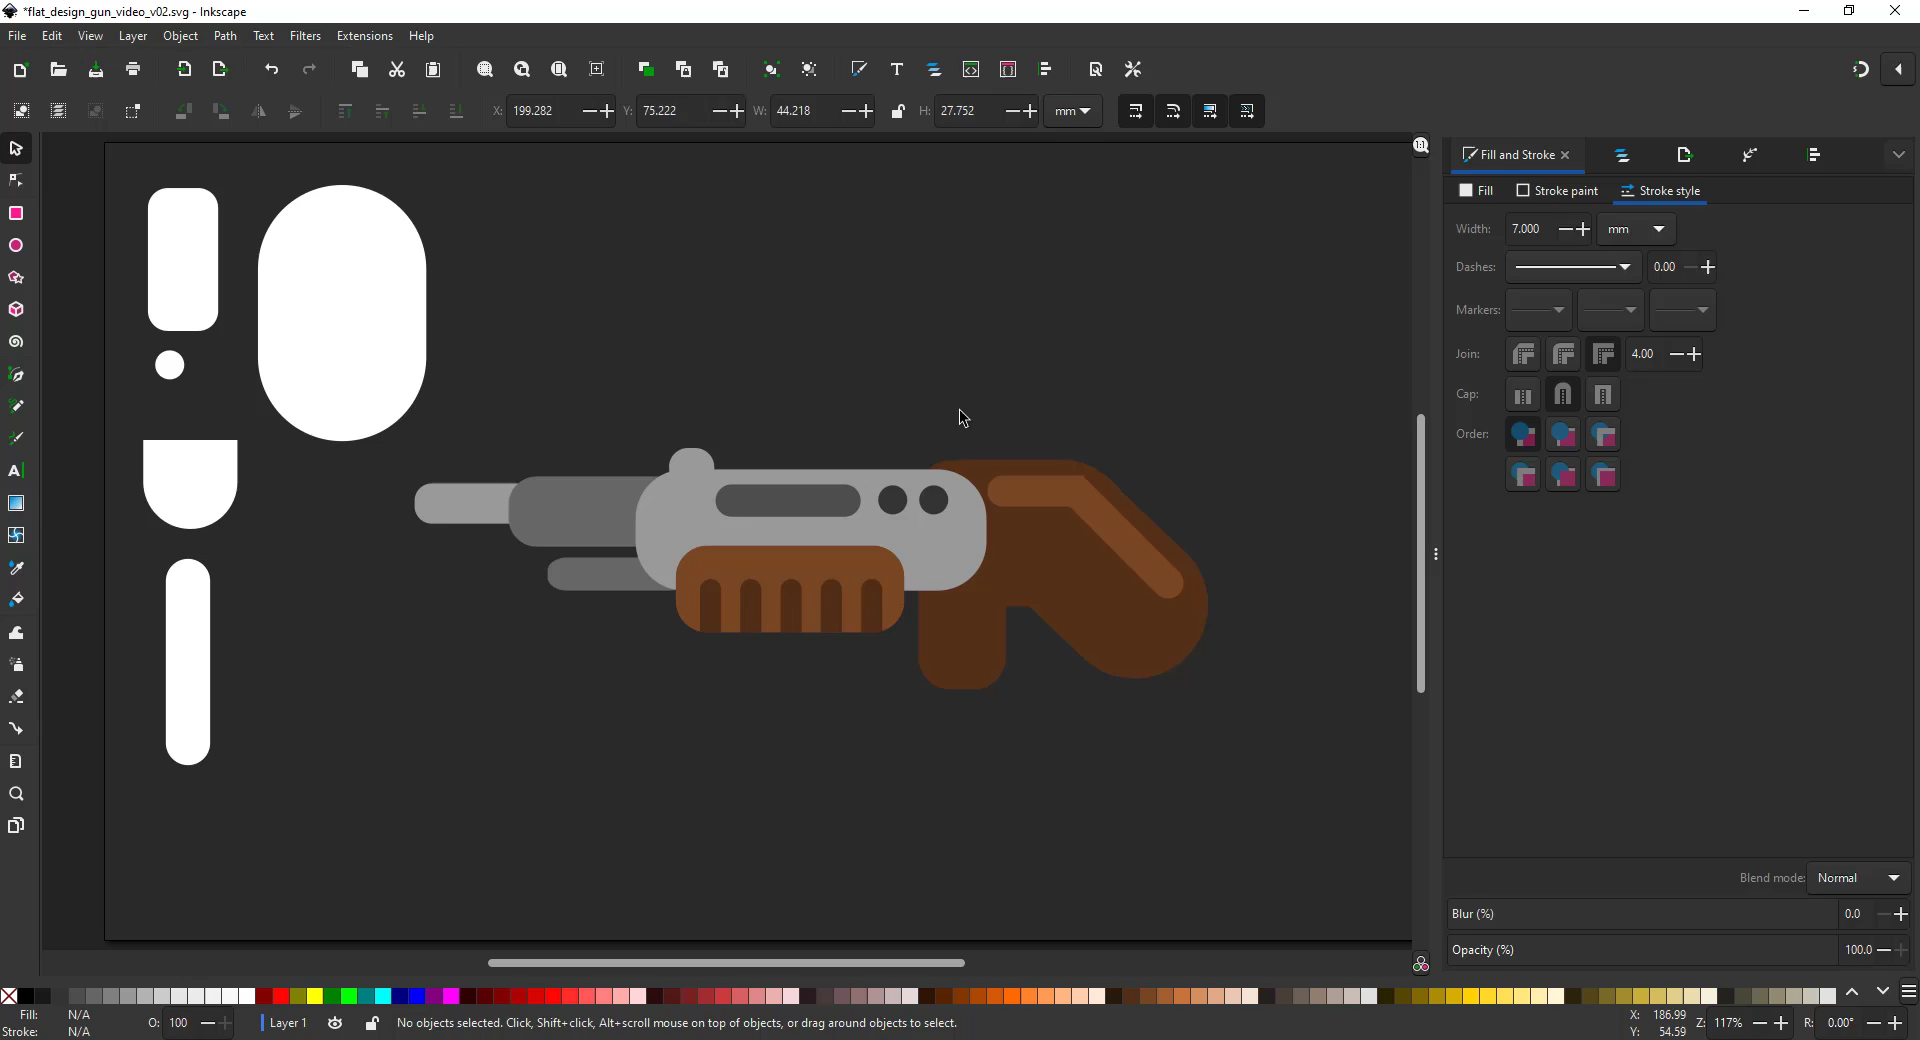 *flat_design_gun_video_v02.svg - Inkscape
File Edit View Layer Object Path Text Filters Extensions Help
X: 199.282 Y: 75.222 W: 44.218 H: 27.752 mm
1:1
Fill and Stroke
Fill Stroke paint Stroke style
Width: 7.000 mm
Dashes: 0.00
Markers:
Join: 4.00
Cap:
Order:
Blend mode: Normal
Blur (%) 0.0
Opacity (%) 100.0
Fill: N/A
Stroke: N/A
O: 100
Layer 1
No objects selected. Click, Shift+click, Alt+scroll mouse on top of objects, or drag around objects to select.
X: 186.99
Y: 54.59
Z: 117%
R: 0.00°